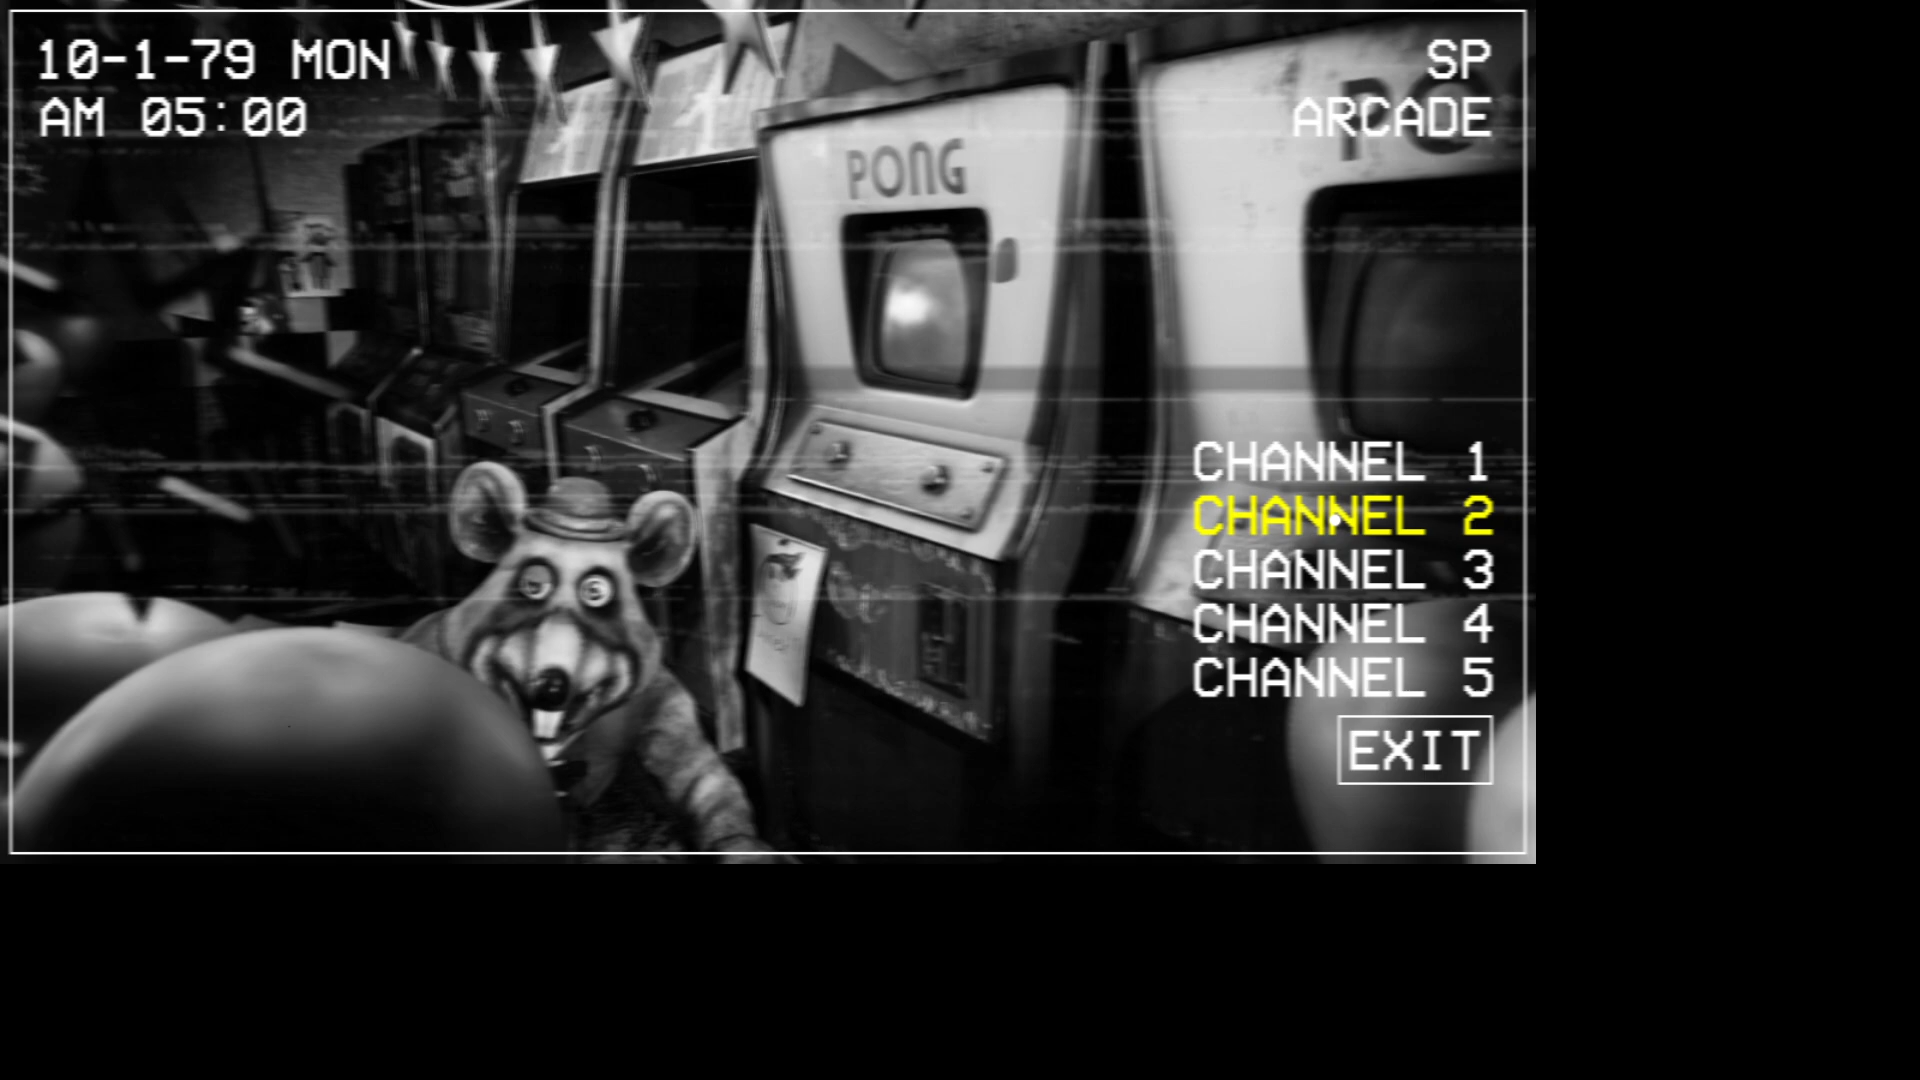 10-1-79 MON
AM 05:00
SP
ARCADE
PONG
CHANNEL 1
CHANNEL 2
CHANNEL 3
CHANNEL 4
CHANNEL 5
EXIT